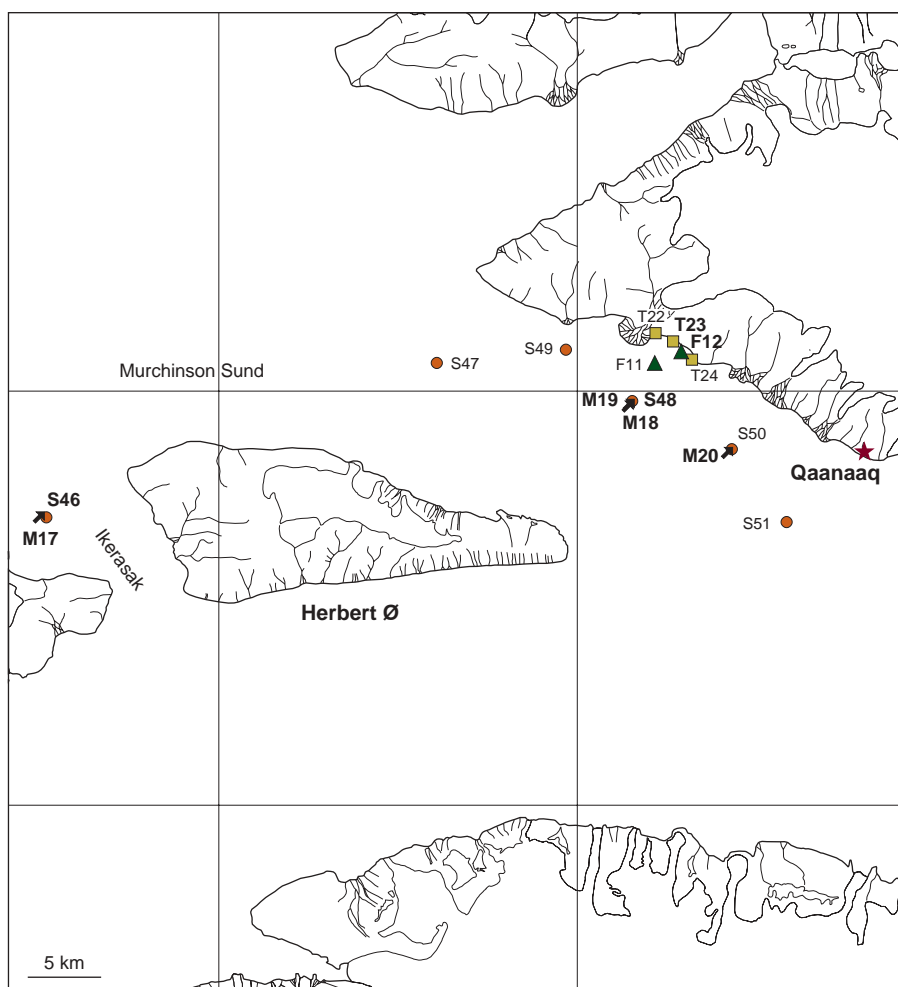 T22
T23
F12
S49
S47
F11
T24
Murchinson Sund
M19
S48
M18
S50
M20
Qaanaaq
S46
S51
M17
Ikerasak
Herbert Ø
5 km